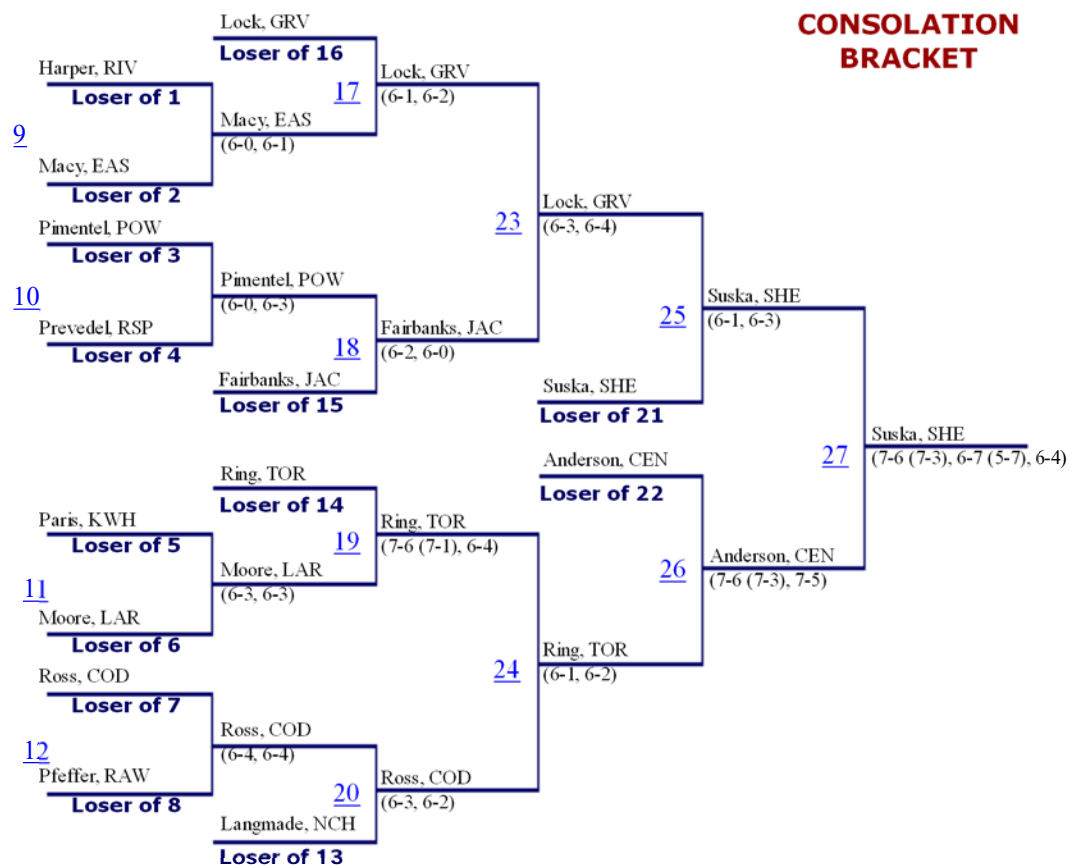 CONSOLATION
BRACKET
Lock, GRV
Loser of 16
Harper, RIV
Loser of 1
17
Lock, GRV
(6-1, 6-2)
9
Macy, EAS
(6-0, 6-1)
Macy, EAS
Loser of 2
23
Lock, GRV
(6-3, 6-4)
Pimentel, POW
Loser of 3
10
Pimentel, POW
(6-0, 6-3)
Prevedel, RSP
Loser of 4
18
Fairbanks, JAC
(6-2, 6-0)
Fairbanks, JAC
Loser of 15
25
Suska, SHE
(6-1, 6-3)
Suska, SHE
Loser of 21
27
Suska, SHE
(7-6 (7-3), 6-7 (5-7), 6-4)
Anderson, CEN
Loser of 22
Ring, TOR
Loser of 14
Paris, KWH
Loser of 5
19
Ring, TOR
(7-6 (7-1), 6-4)
11
Moore, LAR
(6-3, 6-3)
26
Anderson, CEN
(7-6 (7-3), 7-5)
Moore, LAR
Loser of 6
24
Ring, TOR
(6-1, 6-2)
Ross, COD
Loser of 7
12
Ross, COD
(6-4, 6-4)
Pfeffer, RAW
Loser of 8
20
Ross, COD
(6-3, 6-2)
Langmade, NCH
Loser of 13